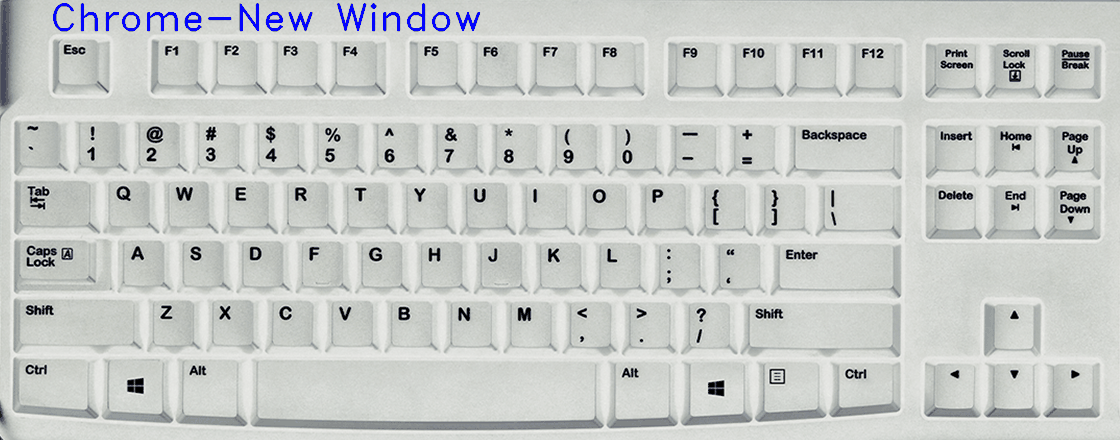 Chrome-New Window
Esc F1 F2 F3 F4 F5 F6 F7 F8 F9 F10 F11 F12 Print Screen Scroll Lock Pause Break
~ ! @ # $ % ^ & * ( ) — + Backspace Insert Home Page Up
` 1 2 3 4 5 6 7 8 9 0 - =
Tab Q W E R T Y U I O P { } | Delete End Page Down
[ ] \
Caps Lock A A S D F G H J K L : “ Enter
; ‘
Shift Z X C V B N M < > ? Shift
, . /
Ctrl Alt Alt Ctrl